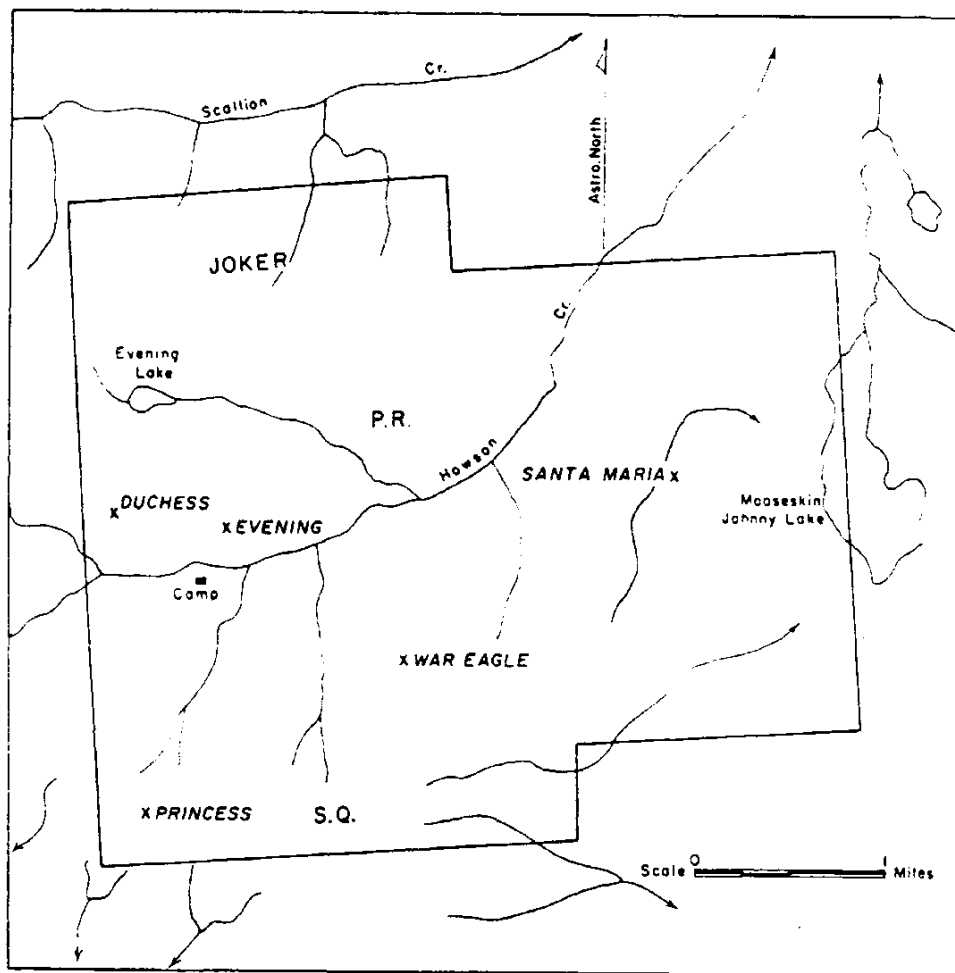 Scallion Cr.
Astro. North
JOKER
Cr.
Evening
Lake
P.R.
Howson
SANTA MARIA x
Mooseskin
Johnny Lake
x DUCHESS
x EVENING
Camp
x WAR EAGLE
x PRINCESS
S.Q.
0 1
Scale Miles